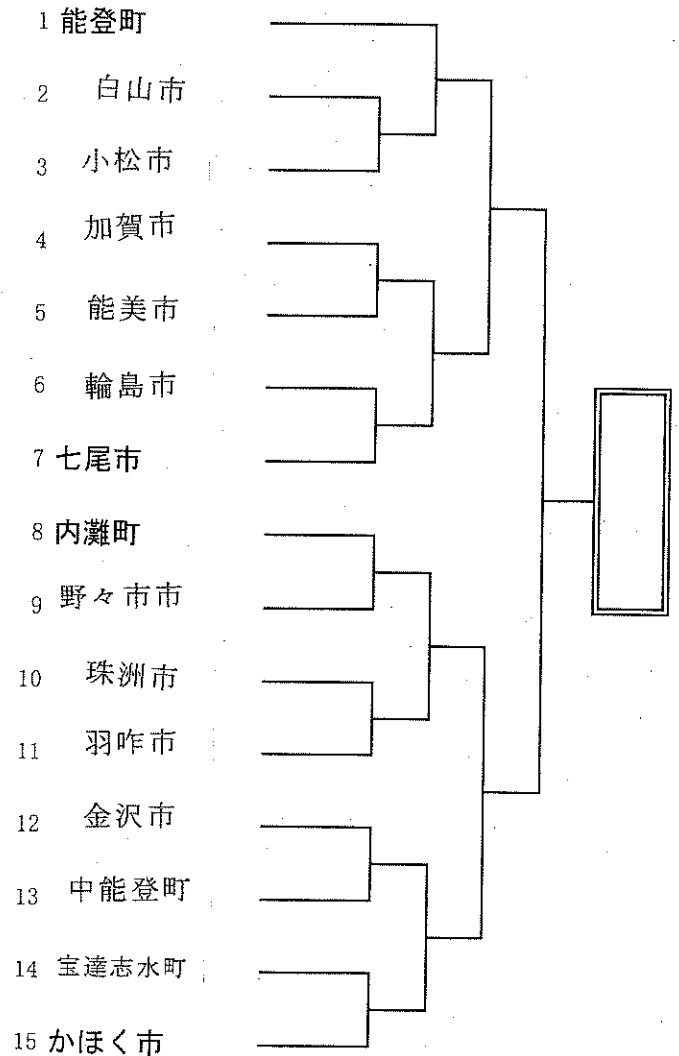 1 能登町
2 白山市
3 小松市
4 加賀市
5 能美市
6 輪島市
7 七尾市
8 内灘町
9 野々市市
10 珠洲市
11 羽咋市
12 金沢市
13 中能登町
14 宝達志水町
15 かほく市